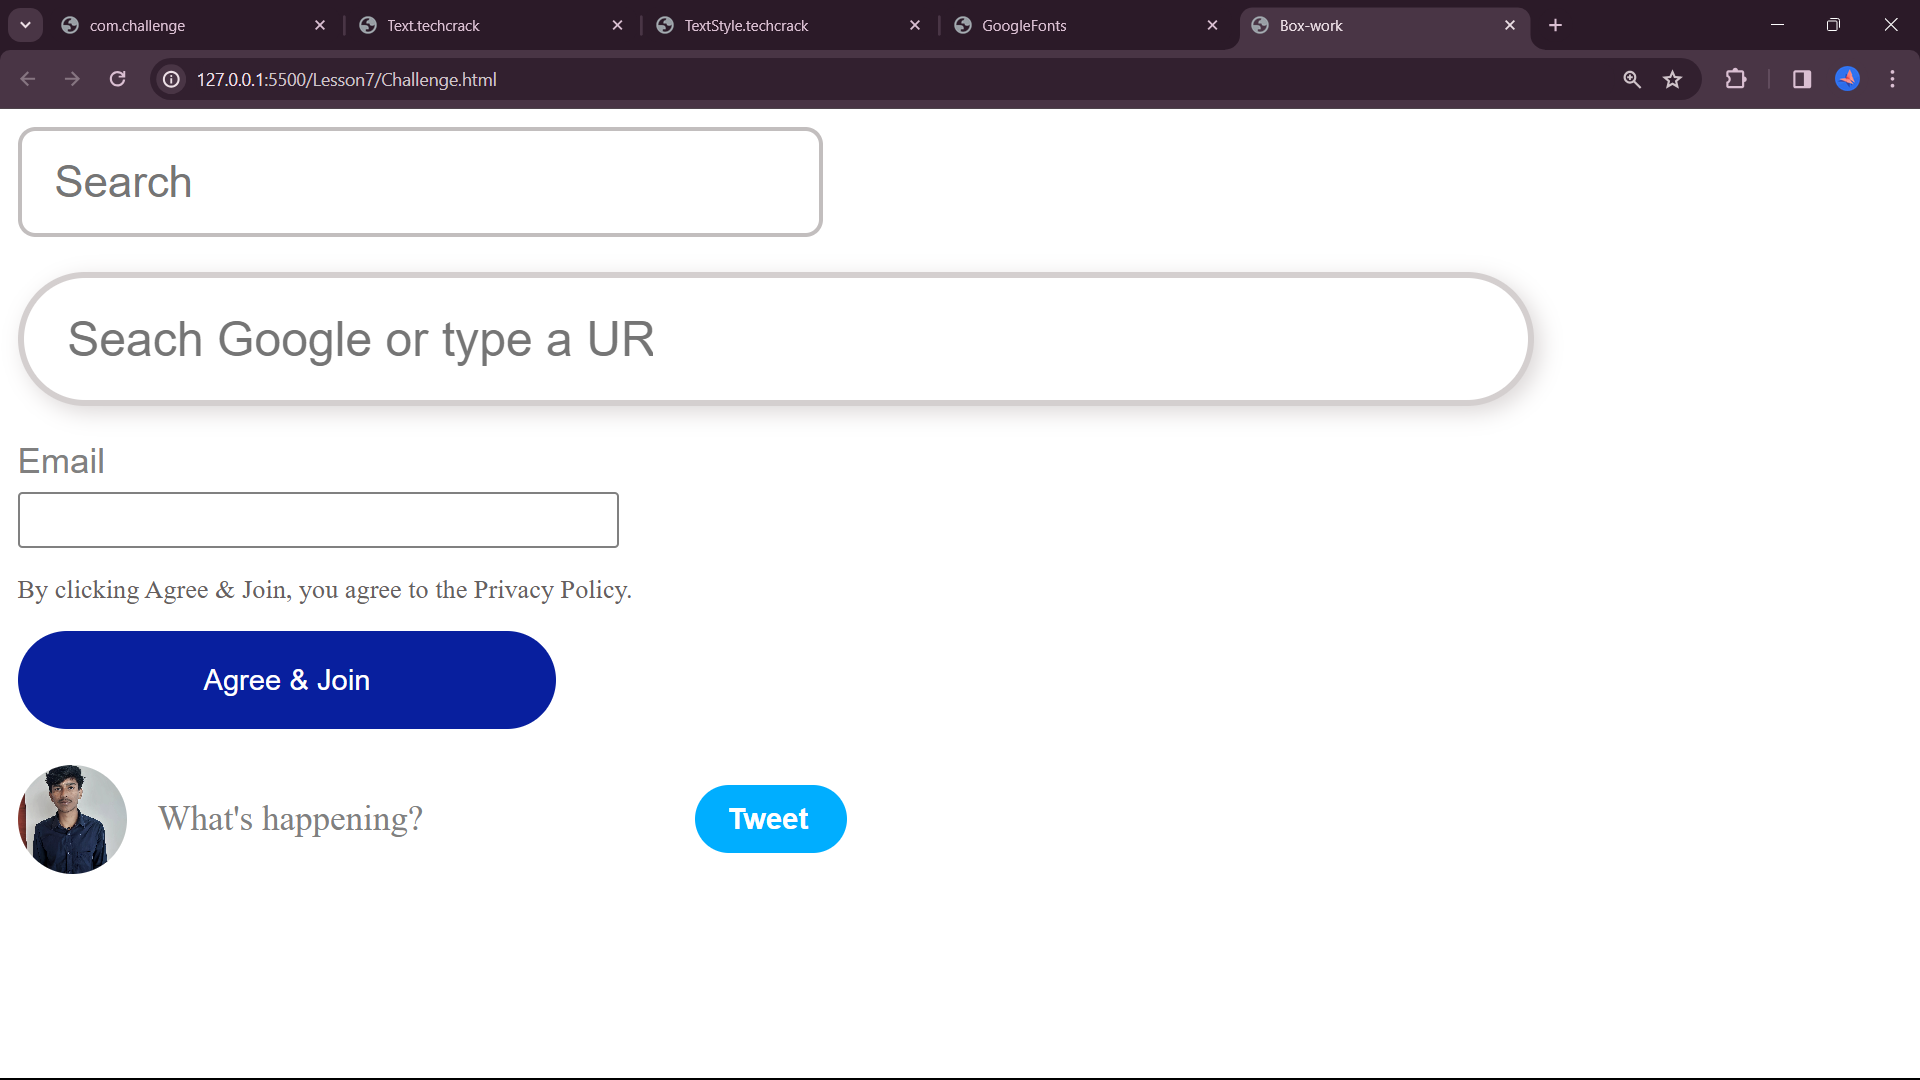 com.challenge
Text.techcrack
TextStyle.techcrack
GoogleFonts
Box-work
127.0.0.1:5500/Lesson7/Challenge.html
Search
Seach Google or type a UR
Email
By clicking Agree & Join, you agree to the Privacy Policy.
Agree & Join
What's happening?
Tweet